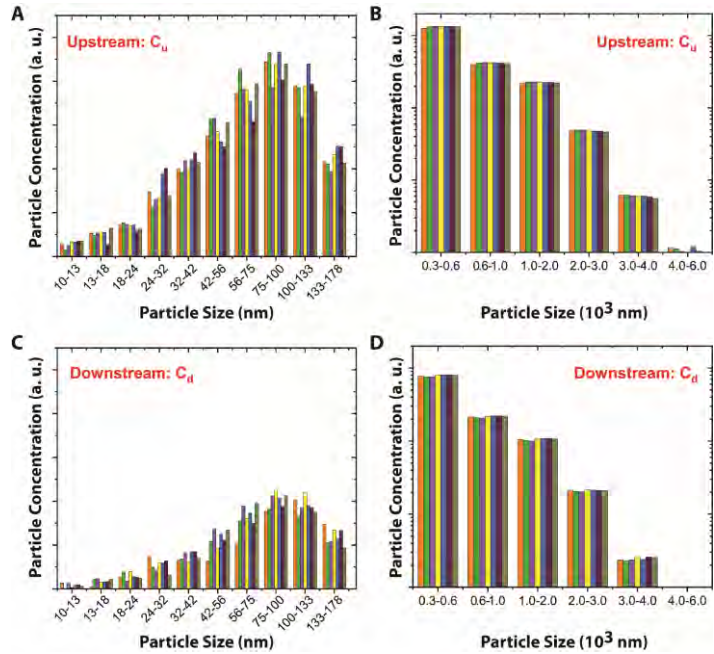 A
Upstream: Cu
Particle Concentration (a. u.)
10-13
13-18
18-24
24-32
32-42
42-56
56-75
75-100
100-133
133-178
Particle Size (nm)
B
Upstream: Cu
Particle Concentration (a. u.)
0.3-0.6
0.6-1.0
1.0-2.0
2.0-3.0
3.0-4.0
4.0-6.0
Particle Size (10³ nm)
C
Downstream: Cd
Particle Concentration (a. u.)
10-13
13-18
18-24
24-32
32-42
42-56
56-75
75-100
100-133
133-178
Particle Size (nm)
D
Downstream: Cd
Particle Concentration (a. u.)
0.3-0.6
0.6-1.0
1.0-2.0
2.0-3.0
3.0-4.0
4.0-6.0
Particle Size (10³ nm)